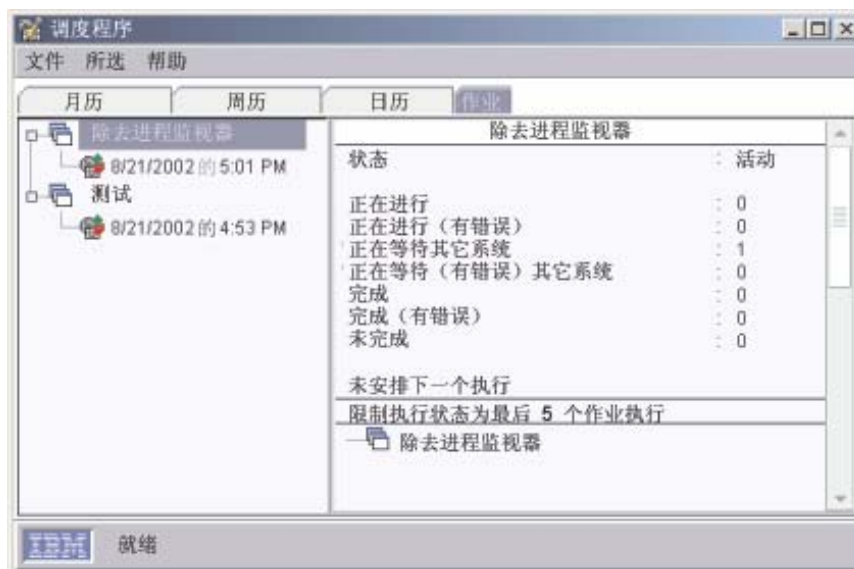 调度程序
文件 所选 帮助
月历 周历 日历 作业
除去进程监视器
8/21/2002 的 5:01 PM
测试
8/21/2002 的 4:53 PM
除去进程监视器
状态 : 活动
正在进行 : 0
正在进行（有错误） : 0
正在等待其它系统 : 1
正在等待（有错误）其它系统 : 0
完成 : 0
完成（有错误） : 0
未完成 : 0
未安排下一个执行
限制执行状态为最后 5 个作业执行
除去进程监视器
IBM 就绪